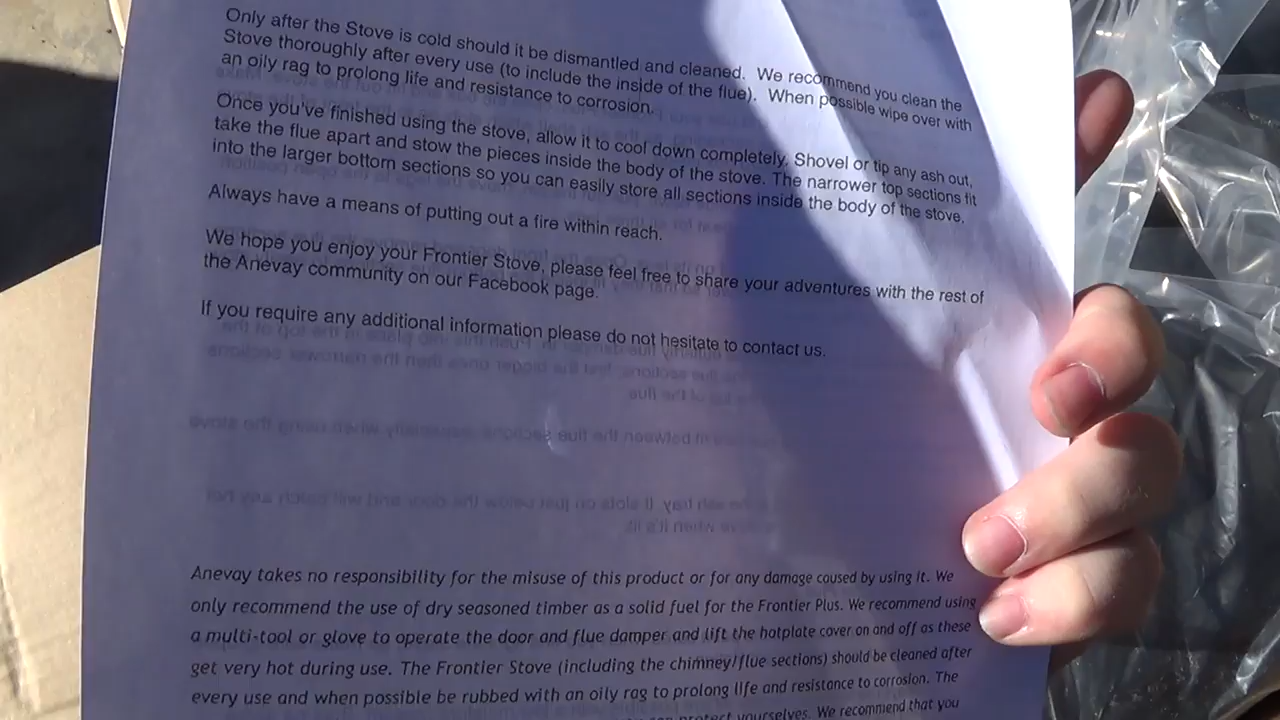 Only after the Stove is cold should it be dismantled and cleaned. We recommend you clean the
Stove thoroughly after every use (to include the inside of the flue). When possible wipe over with
an oily rag to prolong life and resistance to corrosion.
Once you've finished using the stove, allow it to cool down completely. Shovel or tip any ash out,
take the flue apart and stow the pieces inside the body of the stove. The narrower top sections fit
into the larger bottom sections so you can easily store all sections inside the body of the stove.
Always have a means of putting out a fire within reach.
We hope you enjoy your Frontier Stove, please feel free to share your adventures with the rest of
the Anevay community on our Facebook page.
If you require any additional information please do not hesitate to contact us.
Anevay takes no responsibility for the misuse of this product or for any damage caused by using it. We
only recommend the use of dry seasoned timber as a solid fuel for the Frontier Plus. We recommend using
a multi-tool or glove to operate the door and flue damper and lift the hotplate cover on and off as these
get very hot during use. The Frontier Stove (including the chimney/flue sections) should be cleaned after
every use and when possible be rubbed with an oily rag to prolong life and resistance to corrosion. The
protect yourselves. We recommend that you